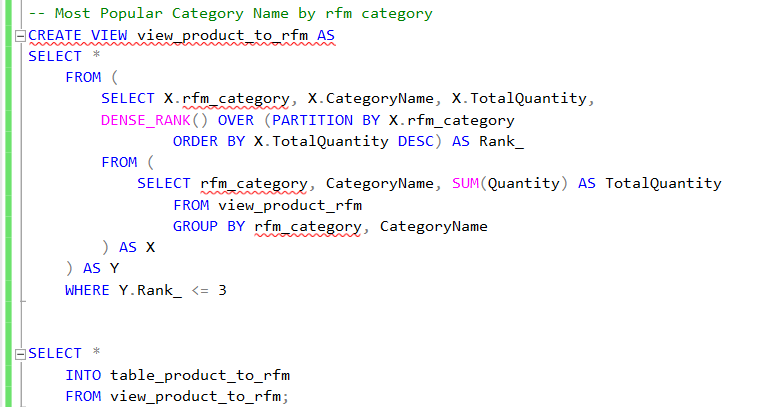 -- Most Popular Category Name by rfm category
CREATE VIEW view_product_to_rfm AS
SELECT *
FROM (
SELECT X.rfm_category, X.CategoryName, X.TotalQuantity,
DENSE_RANK() OVER (PARTITION BY X.rfm_category
ORDER BY X.TotalQuantity DESC) AS Rank_
FROM (
SELECT rfm_category, CategoryName, SUM(Quantity) AS TotalQuantity
FROM view_product_rfm
GROUP BY rfm_category, CategoryName
) AS X
) AS Y
WHERE Y.Rank_ <= 3
SELECT *
INTO table_product_to_rfm
FROM view_product_to_rfm;